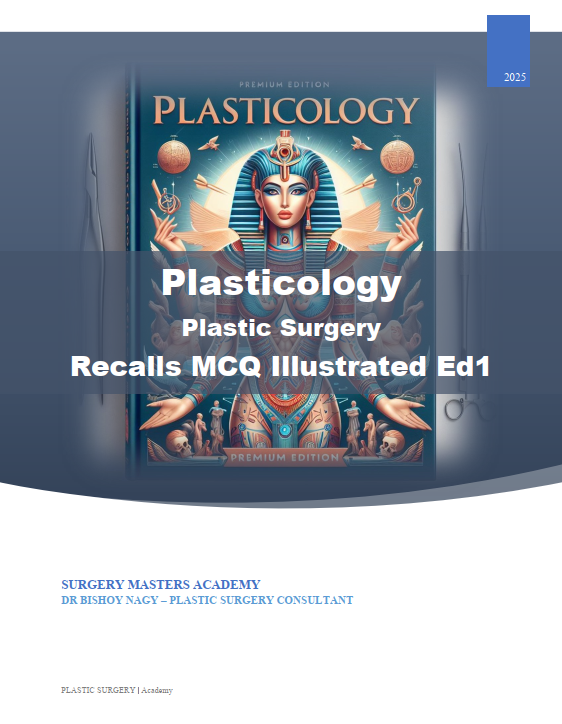 2025
PREMIUM EDITION
PLASTICOLOGY
Plasticology
Plastic Surgery
Recalls MCQ Illustrated Ed1
PREMIUM EDITION
SURGERY MASTERS ACADEMY
DR BISHOY NAGY – PLASTIC SURGERY CONSULTANT
PLASTIC SURGERY | Academy